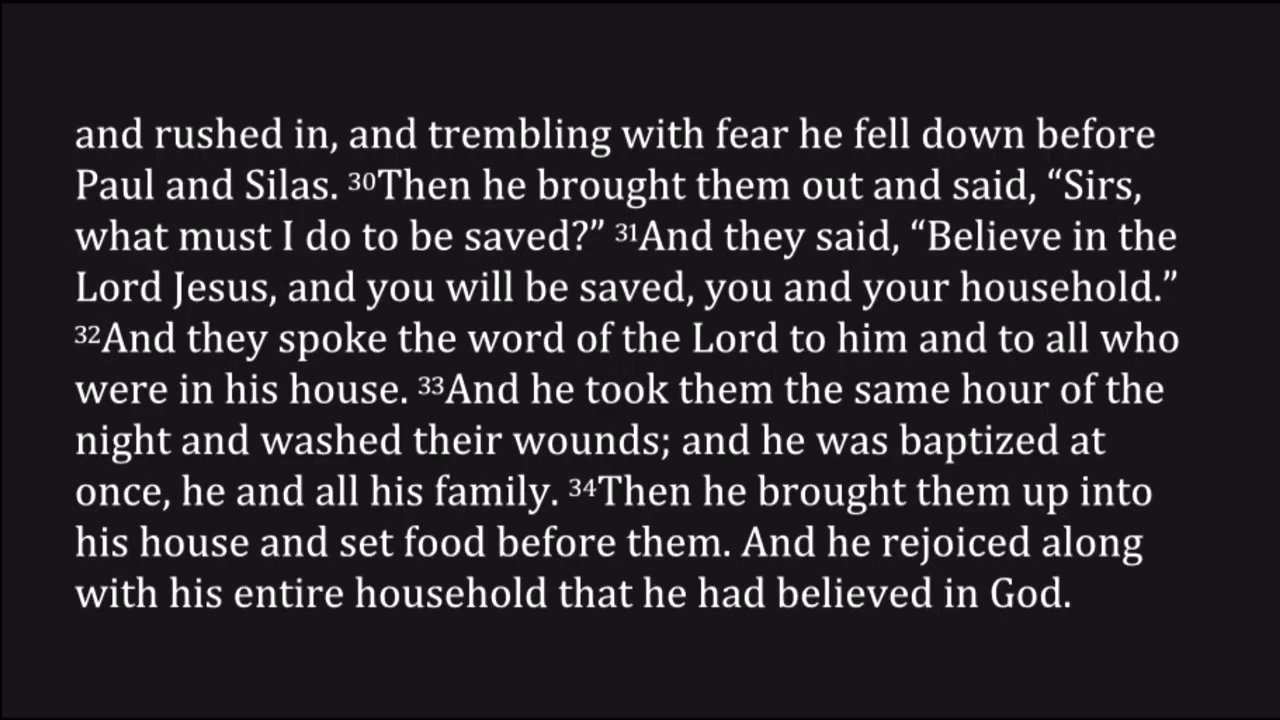 and rushed in, and trembling with fear he fell down before
Paul and Silas. ³⁰Then he brought them out and said, “Sirs,
what must I do to be saved?” ³¹And they said, “Believe in the
Lord Jesus, and you will be saved, you and your household.”
³²And they spoke the word of the Lord to him and to all who
were in his house. ³³And he took them the same hour of the
night and washed their wounds; and he was baptized at
once, he and all his family. ³⁴Then he brought them up into
his house and set food before them. And he rejoiced along
with his entire household that he had believed in God.